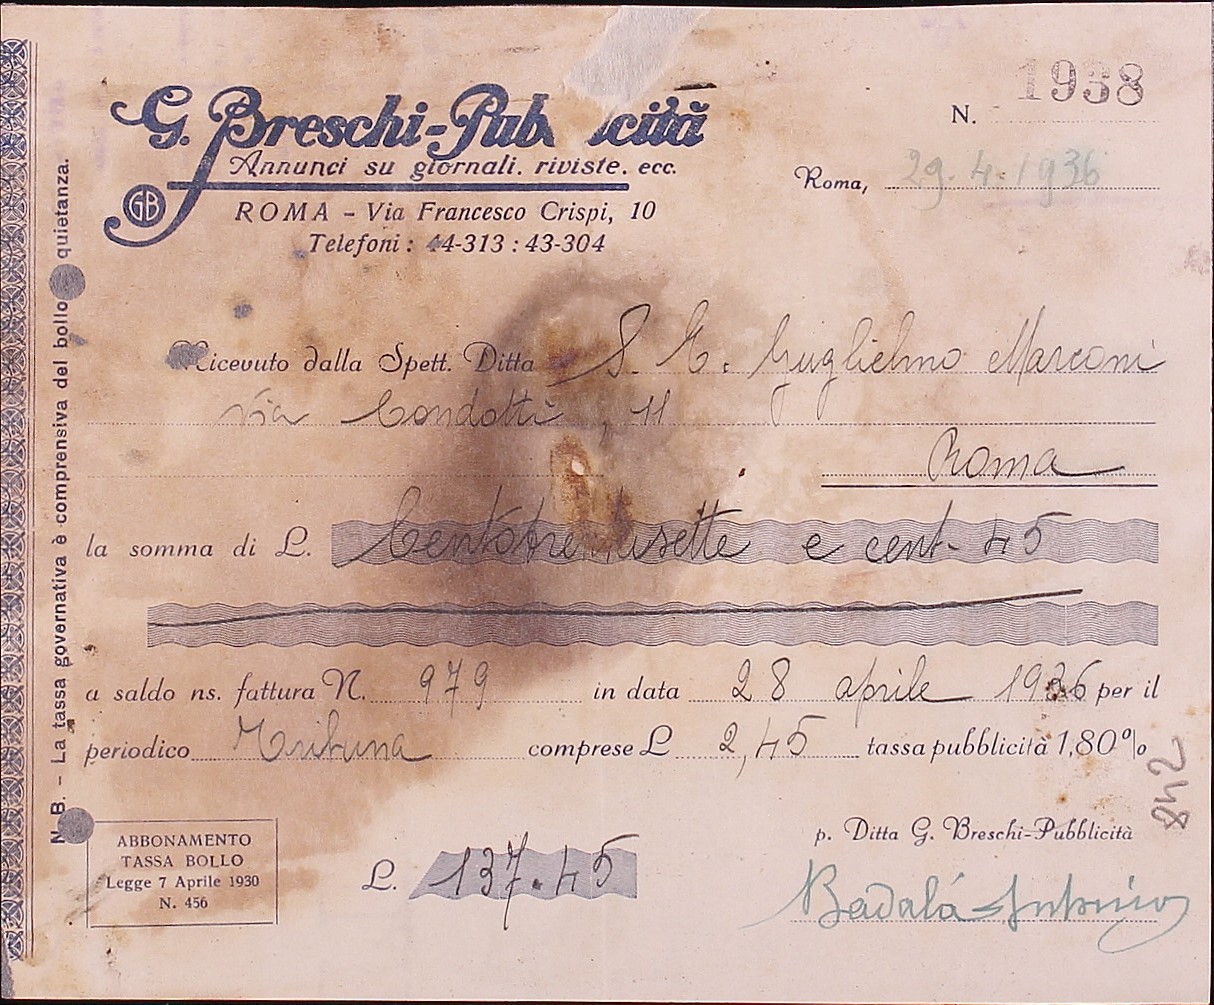 N. 1938
G. Breschi-Pubblicità
Annunci su giornali. riviste. ecc.
GB
ROMA - Via Francesco Crispi, 10
Telefoni : 44-313 : 43-304
Roma, 29.4.1936
Ricevuto dalla Spett. Ditta S. E. Guglielmo Marconi
Via Condotti, 11
Roma
la somma di L. Centotrentasette e cent. 45
a saldo ns. fattura N. 979 in data 28 aprile 1936 per il
periodico Tribuna comprese L 2,45 tassa pubblicità 1,80%
842
p. Ditta G. Breschi-Pubblicità
Badalá Antonino
L. 137.45
ABBONAMENTO
TASSA BOLLO
Legge 7 Aprile 1930
N. 456
N. B. - La tassa governativa è comprensiva del bollo quietanza.